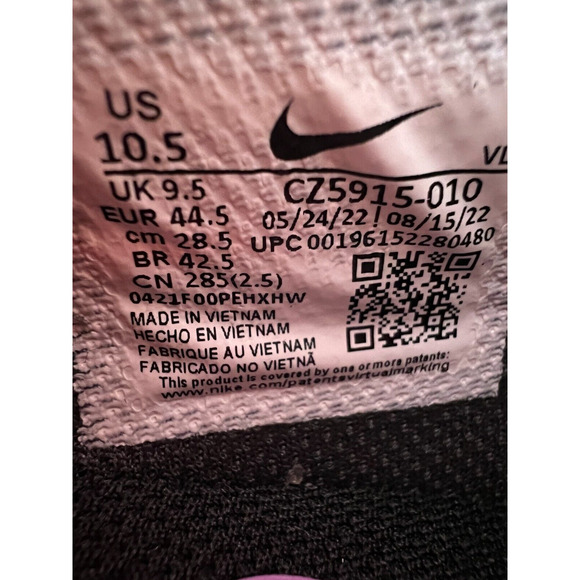 US
10.5
VL
UK 9.5
CZ5915-010
EUR 44.5
05/24/22 08/15/22
cm 28.5
UPC 00196152280480
BR 42.5
CN 285(2.5)
0421F00PEHXHW
MADE IN VIETNAM
HECHO EN VIETNAM
FABRIQUE AU VIETNAM
FABRICADO NO VIETNÃ
This product is covered by one or more patents:
www.nike.com/patentsvirtualmarking